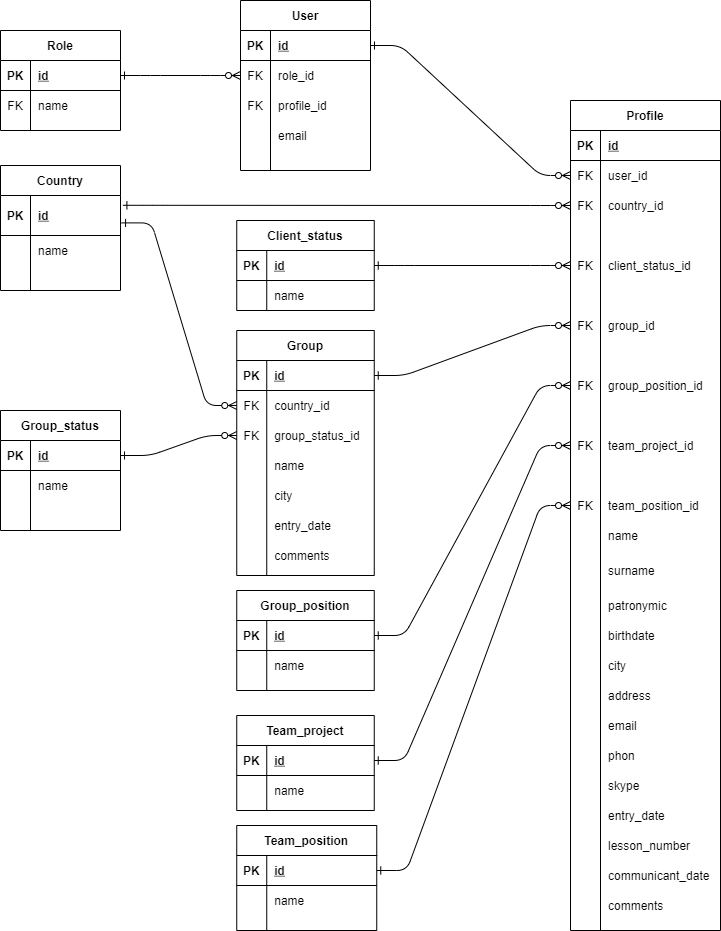 User
PK id
FK role_id
FK profile_id
email
Role
PK id
FK name
Country
PK id
name
Client_status
PK id
name
Group
PK id
FK country_id
FK group_status_id
name
city
entry_date
comments
Group_status
PK id
name
Group_position
PK id
name
Team_project
PK id
name
Team_position
PK id
name
Profile
PK id
FK user_id
FK country_id
FK client_status_id
FK group_id
FK group_position_id
FK team_project_id
FK team_position_id
name
surname
patronymic
birthdate
city
address
email
phon
skype
entry_date
lesson_number
communicant_date
comments